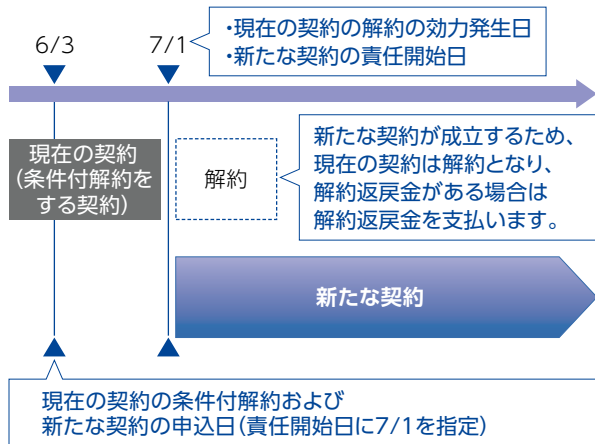 ・現在の契約の解約の効力発生日
・新たな契約の責任開始日
6/3
7/1
現在の契約
(条件付解約を
する契約)
解約
新たな契約が成立するため、
現在の契約は解約となり、
解約返戻金がある場合は
解約返戻金を支払います。
新たな契約
現在の契約の条件付解約および
新たな契約の申込日(責任開始日に7/1を指定)